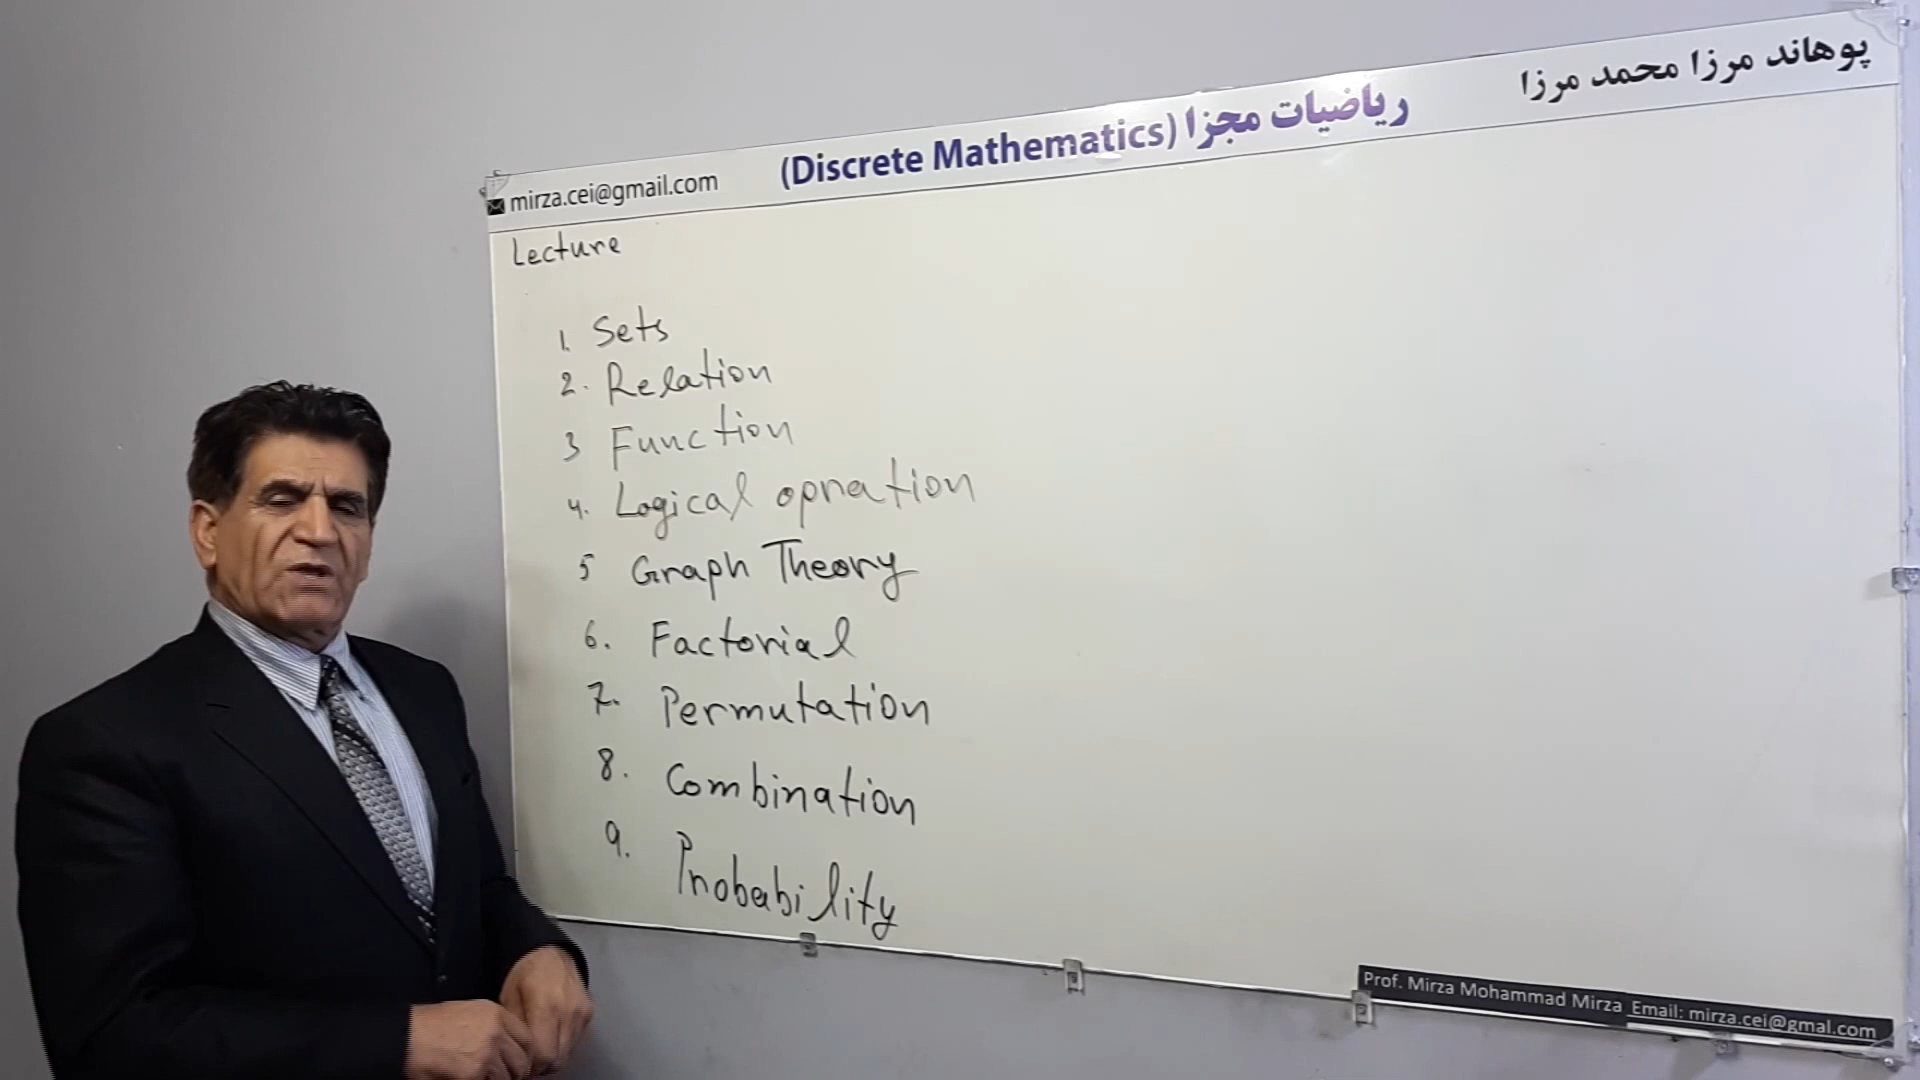 پوهاند مرزا محمد مرزا
ریاضیات مجزا (Discrete Mathematics)
mirza.cei@gmail.com
Lecture
1. Sets
2. Relation
3 Function
4. Logical opration
5 Graph Theory
6. Factorial
7. Permutation
8. Combination
9. Probability
Prof. Mirza Mohammad Mirza Email: mirza.cei@gmal.com